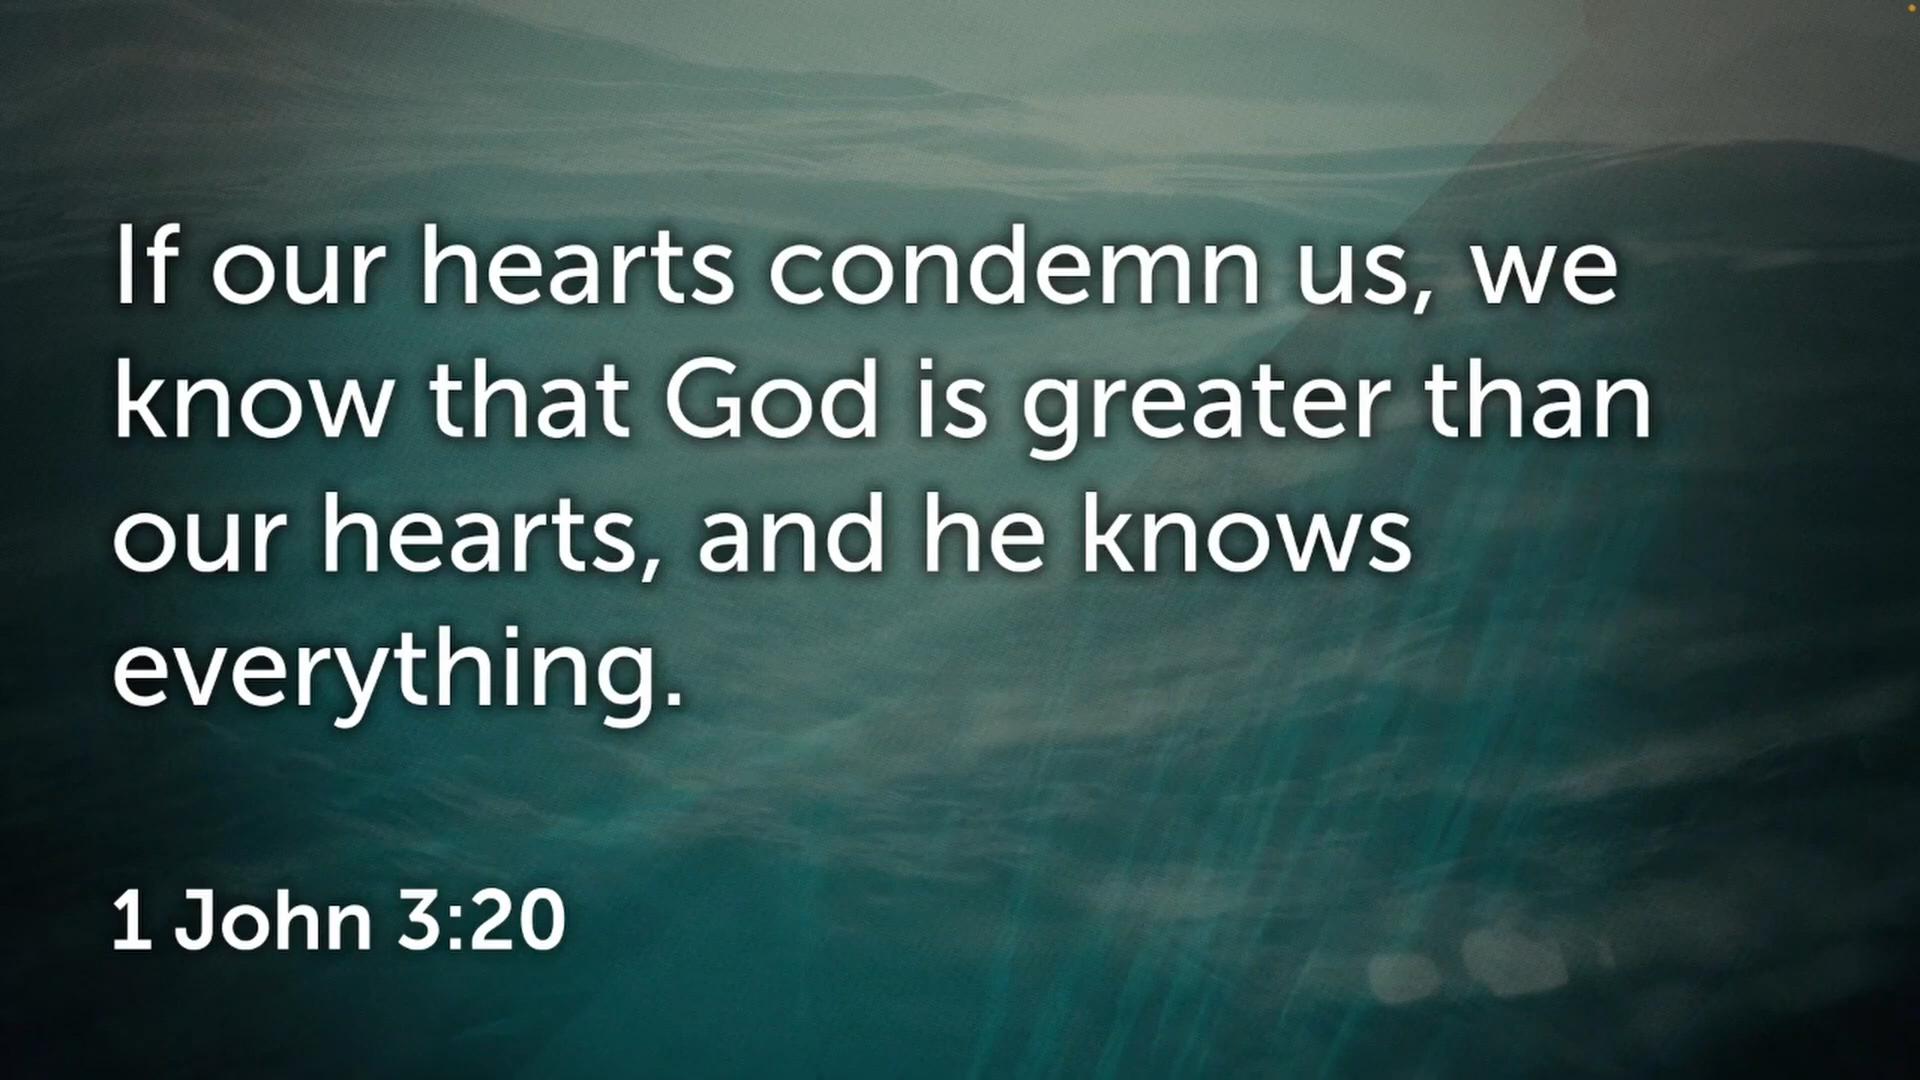 If our hearts condemn us, we
know that God is greater than
our hearts, and he knows
everything.
1 John 3:20